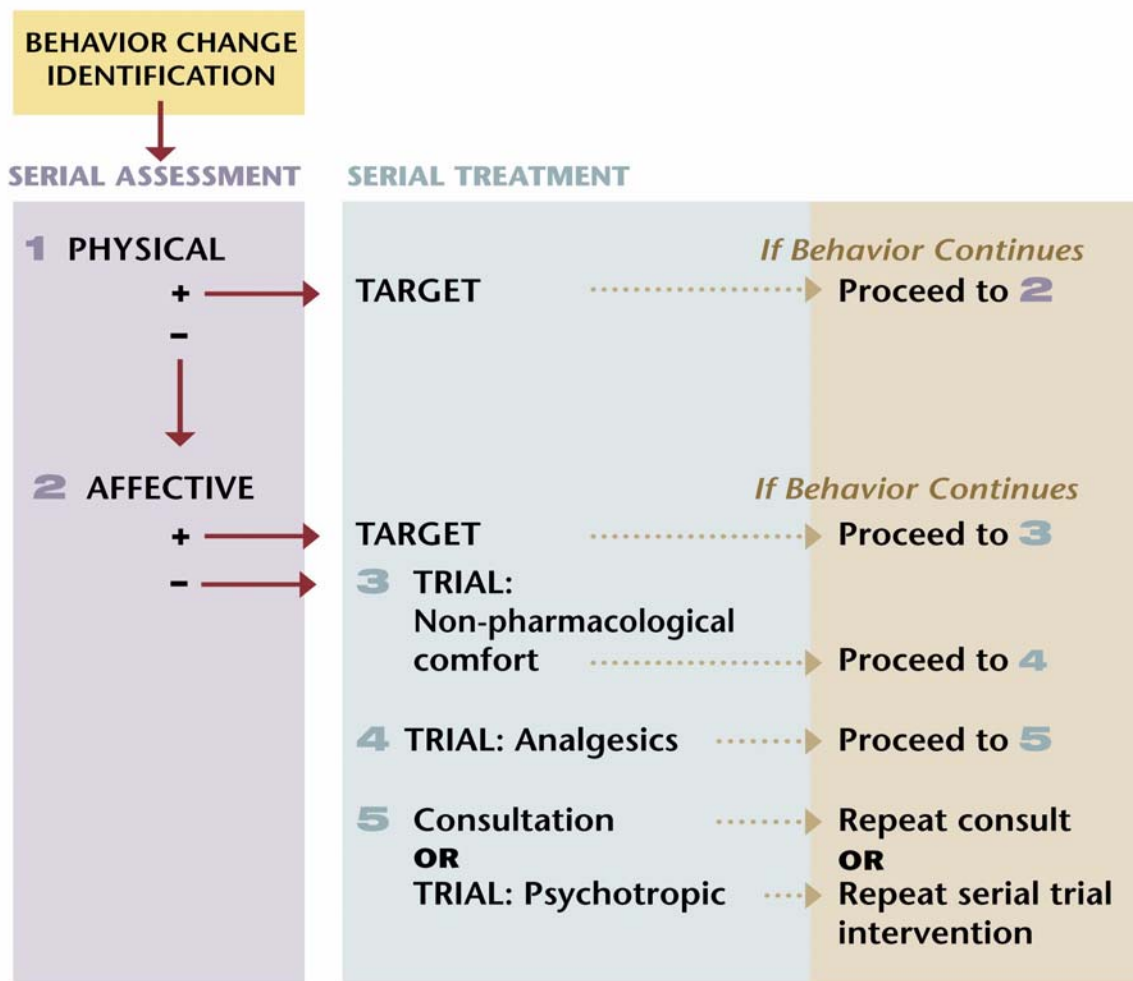 BEHAVIOR CHANGE
IDENTIFICATION
SERIAL ASSESSMENT
SERIAL TREATMENT
1 PHYSICAL
If Behavior Continues
+
TARGET
Proceed to 2
–
2 AFFECTIVE
If Behavior Continues
+
TARGET
Proceed to 3
–
3 TRIAL:
Non-pharmacological
comfort
Proceed to 4
4 TRIAL: Analgesics
Proceed to 5
5 Consultation
OR
TRIAL: Psychotropic
Repeat consult
OR
Repeat serial trial
intervention